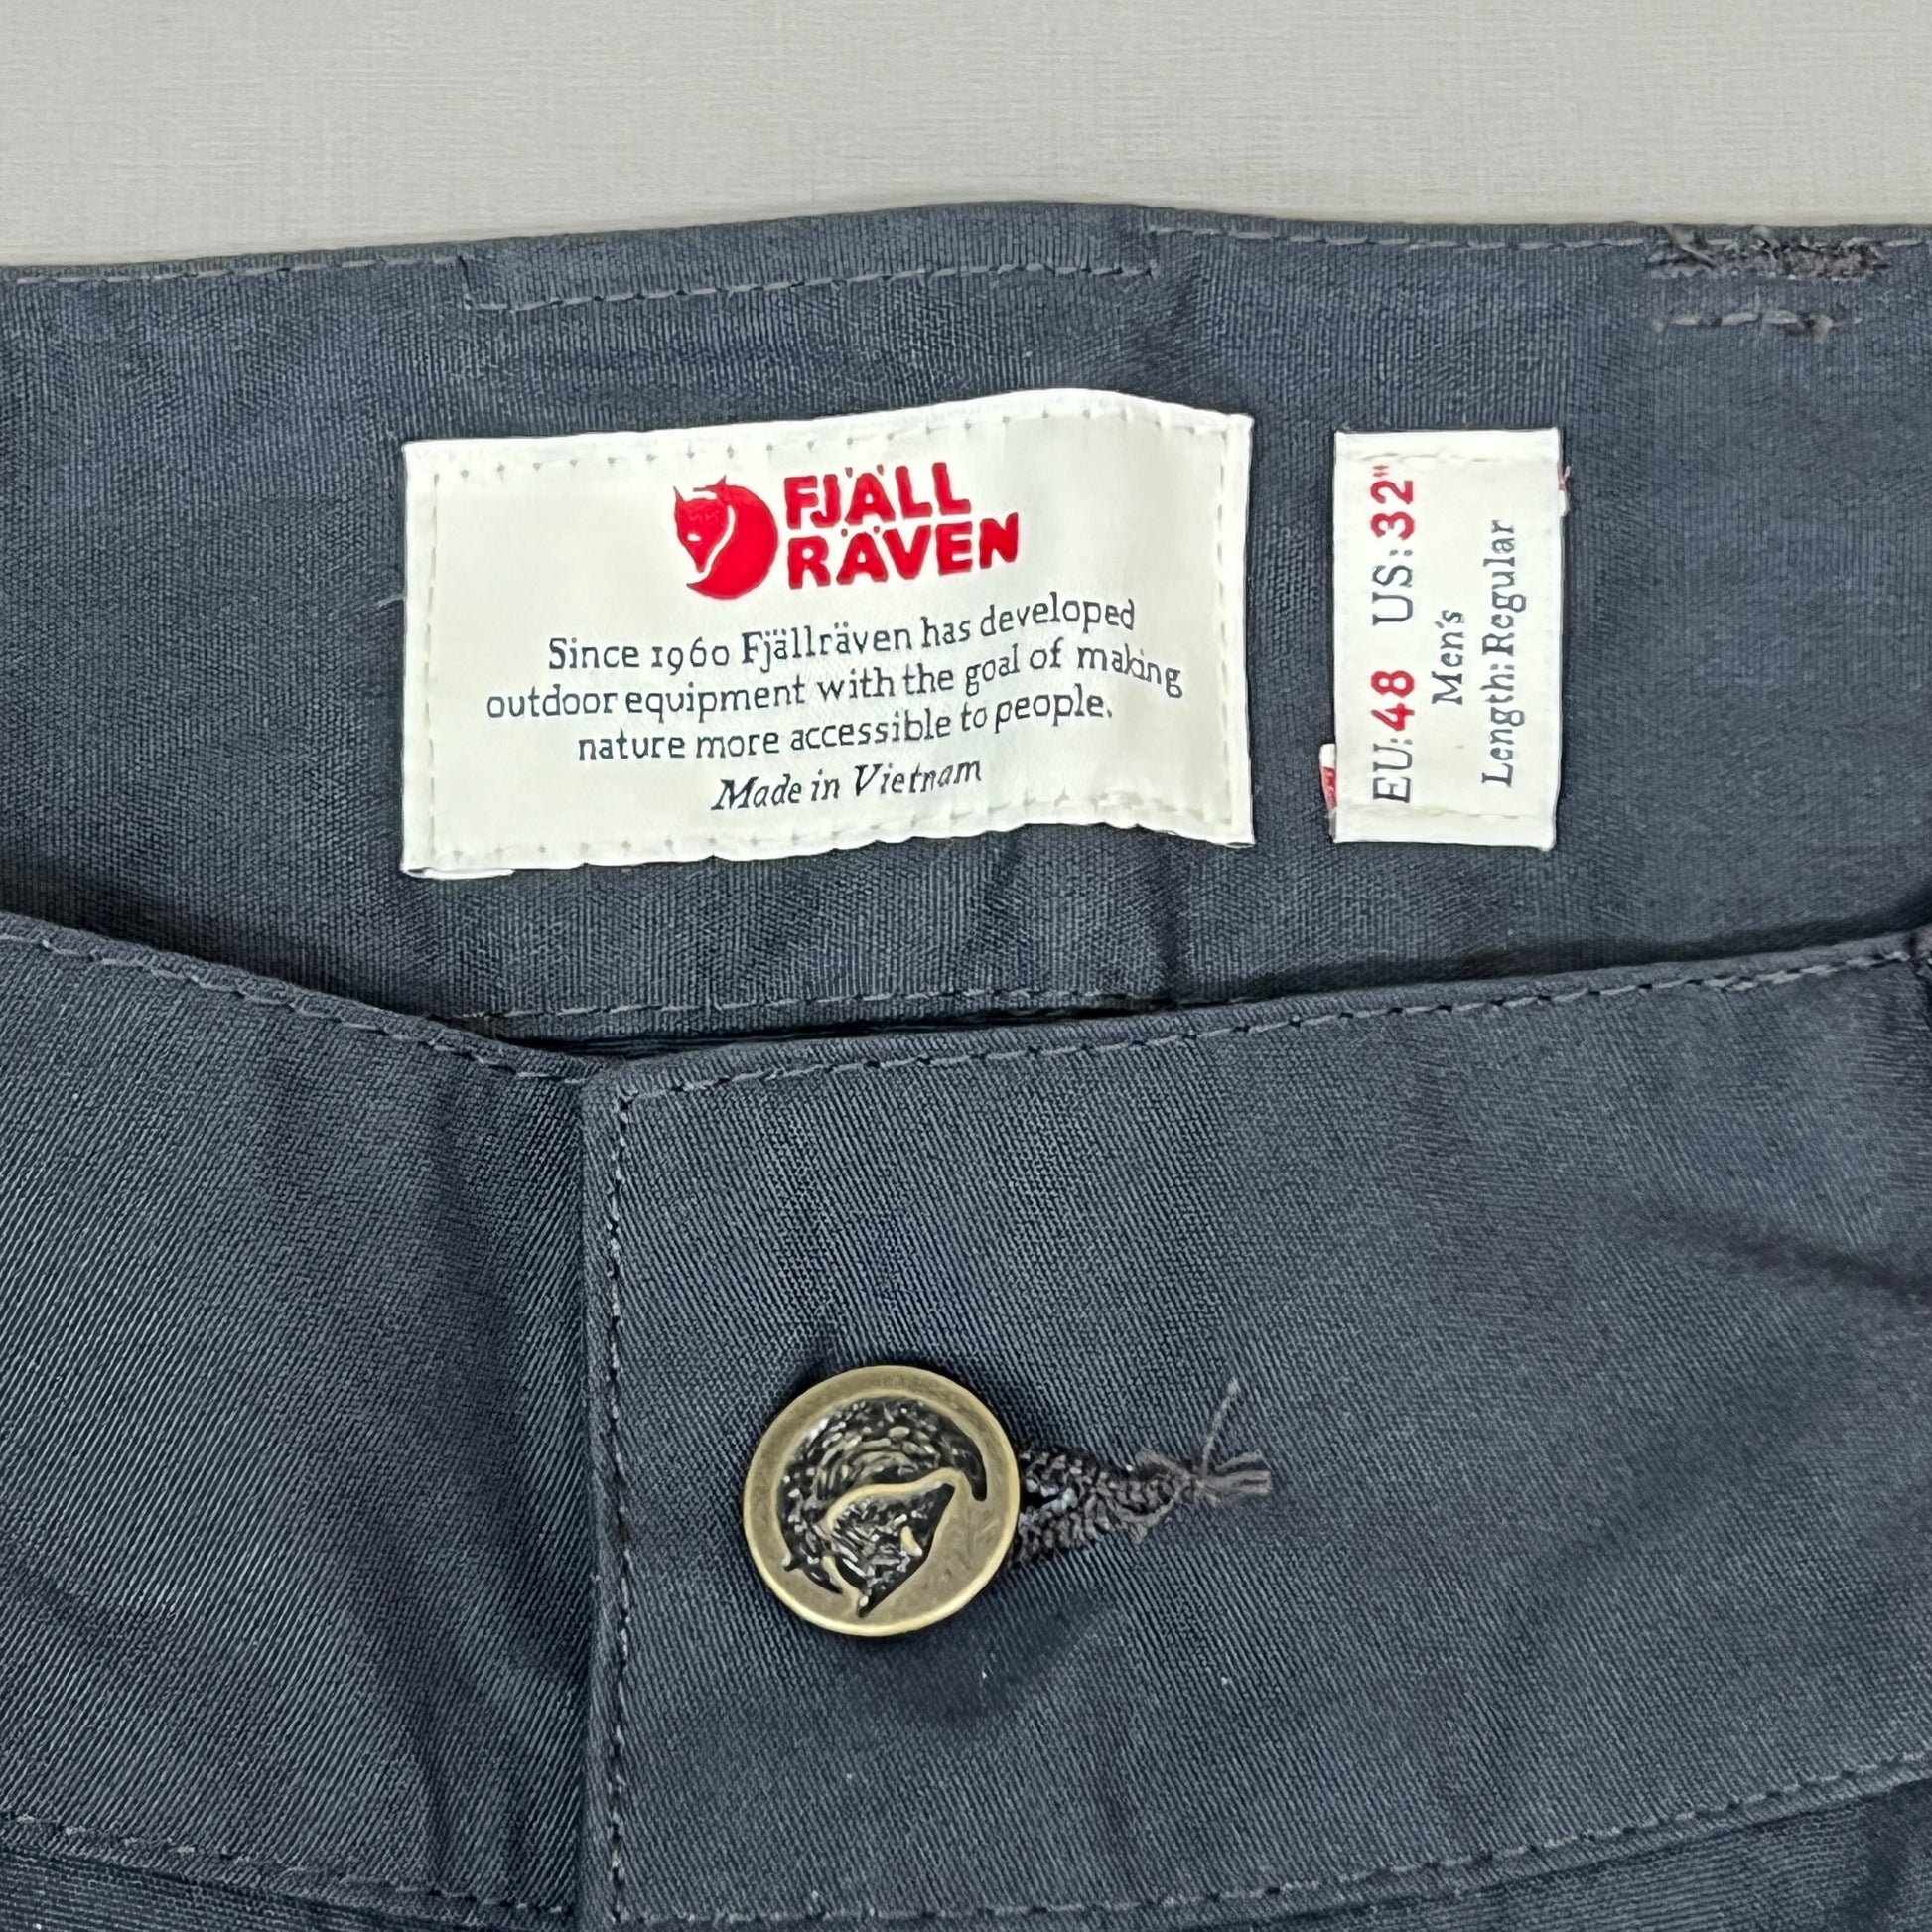 FJÄLL
RÄVEN
Since 1960 Fjällräven has developed
outdoor equipment with the goal of making
nature more accessible to people.
Made in Vietnam
EU:48 US:32"
Men's
Length:Regular